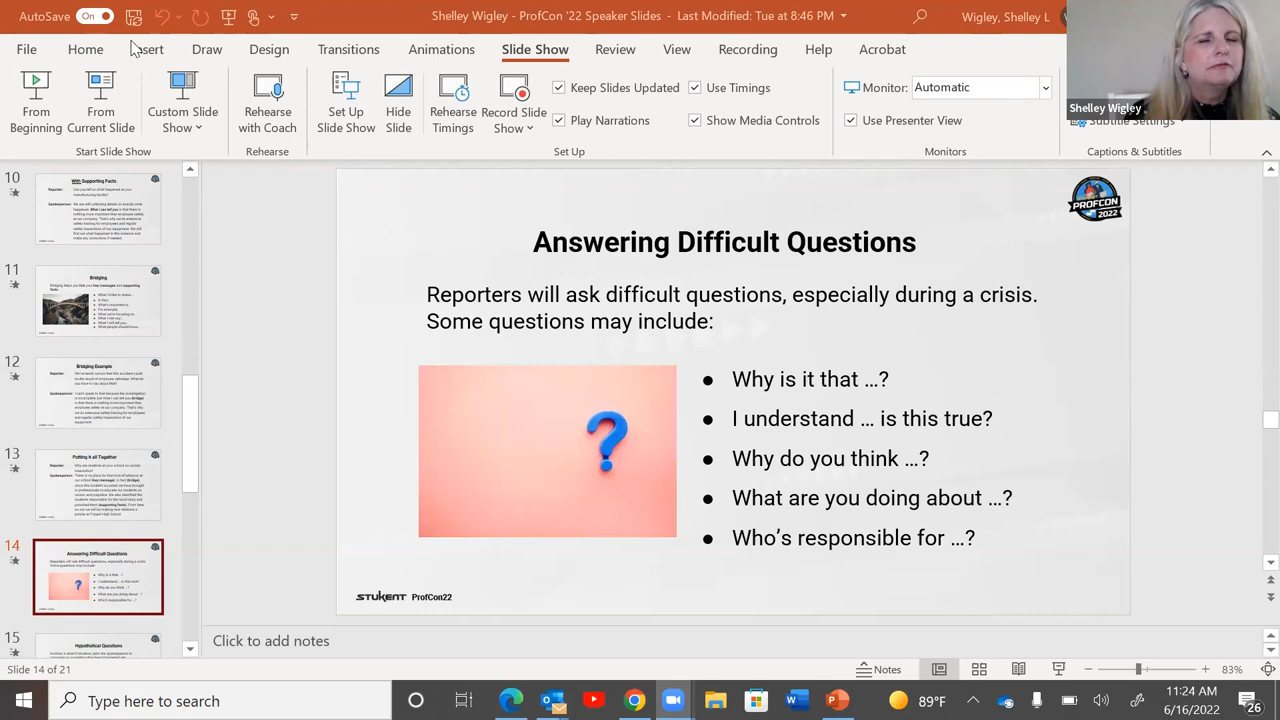 AutoSave On
Shelley Wigley - ProfCon '22 Speaker Slides - Last Modified: Tue at 8:46 PM
Wigley, Shelley L
File Home Insert Draw Design Transitions Animations Slide Show Review View Recording Help Acrobat
From Beginning
From Current Slide
Custom Slide Show
Rehearse with Coach
Set Up Slide Show
Hide Slide
Rehearse Timings
Record Slide Show
Keep Slides Updated
Use Timings
Play Narrations
Show Media Controls
Monitor: Automatic
Use Presenter View
Subtitle Settings
Shelley Wigley
Start Slide Show
Rehearse
Set Up
Monitors
Captions & Subtitles
10
With Supporting Facts
11
Bridging
12
Bridging Example
13
Putting it all Together
14
Answering Difficult Questions
15
Hypothetical Questions
PROFCON
2022
Answering Difficult Questions
Reporters will ask difficult questions, especially during a crisis.
Some questions may include:
?
● Why is it that …?
● I understand … is this true?
● Why do you think …?
● What are you doing about …?
● Who’s responsible for …?
STUKENT ProfCon22
Click to add notes
Slide 14 of 21
Notes
83%
Type here to search
89°F
11:24 AM
6/16/2022
26